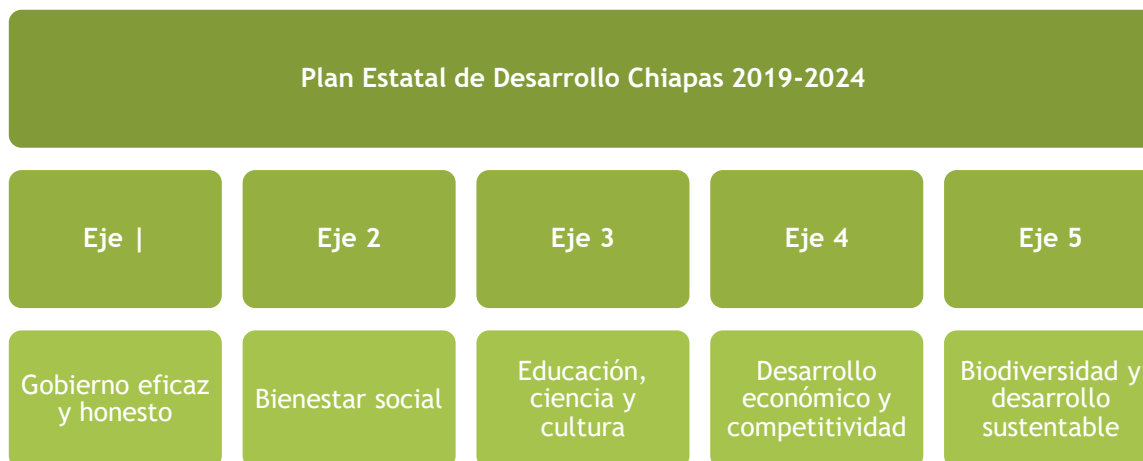 Plan Estatal de Desarrollo Chiapas 2019-2024
Eje |
Eje 2
Eje 3
Eje 4
Eje 5
Gobierno eficaz
y honesto
Bienestar social
Educación,
ciencia y
cultura
Desarrollo
económico y
competitividad
Biodiversidad y
desarrollo
sustentable